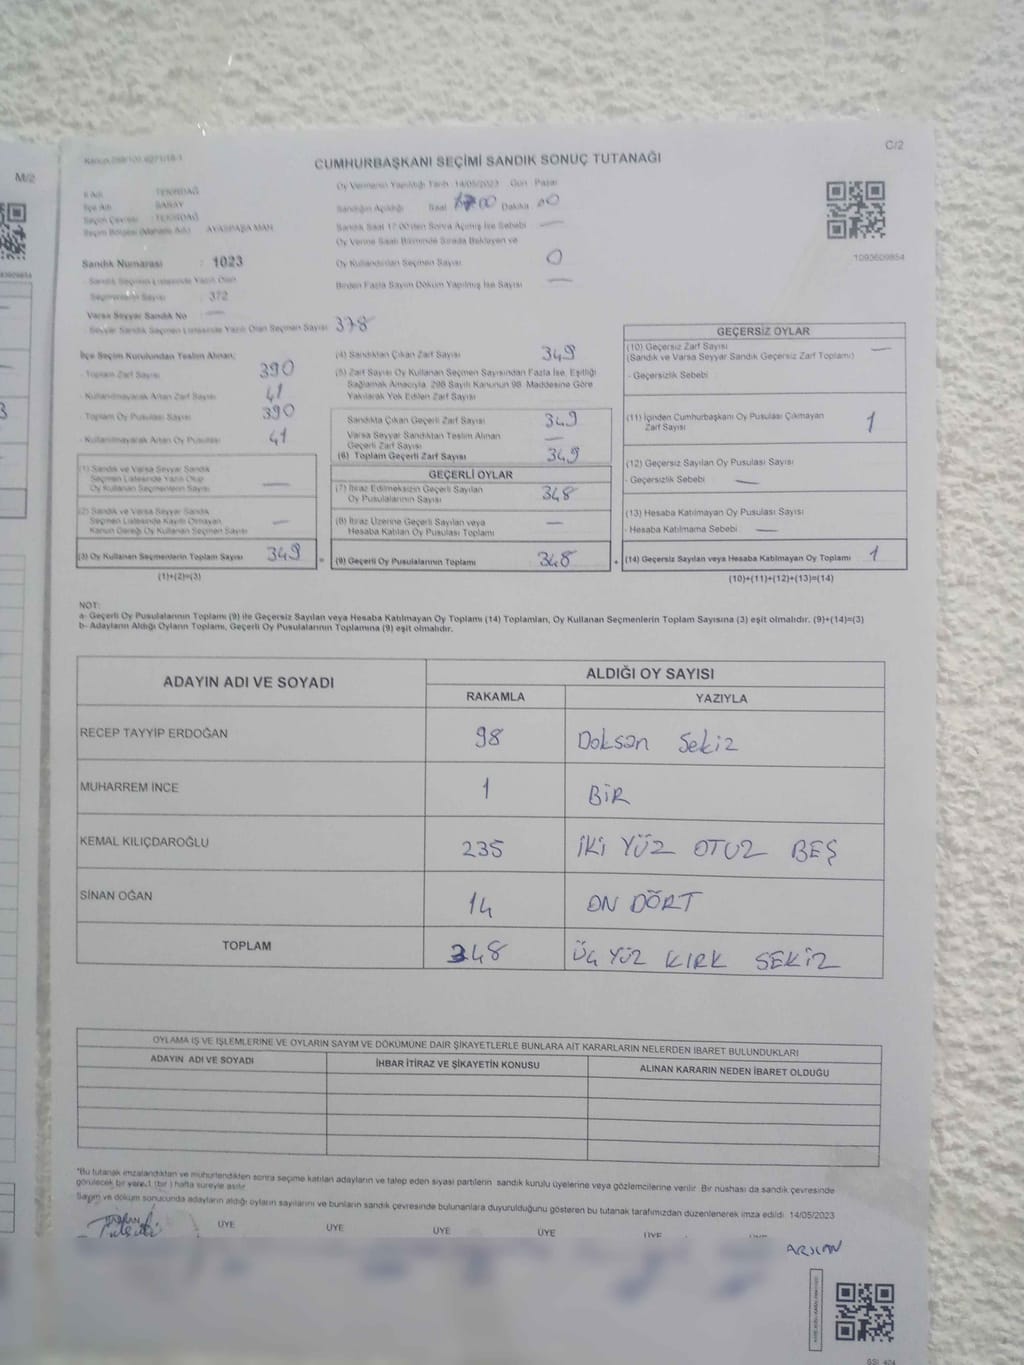 C/2
M/2
CUMHURBAŞKANI SEÇİMİ SANDIK SONUÇ TUTANAĞI
İl Adı : TEKİRDAĞ
İlçe Adı : SARAY
Seçim Çevresi : TEKİRDAĞ
Seçim Bölgesi (Mahalle Adı) : AYASPAŞA MAH.
Oy Vermenin Yapıldığı Tarih 14/05/2023 Gün Pazar
Sandığın Açıldığı Saat 17 00 Dakika 00
Sandık Saat 17:00'den Sonra Açılmış İse Sebebi —
Oy Verme Saati Bitiminde Sırada Bekleyen ve
Oy Kullandırılan Seçmen Sayısı 0
Birden Fazla Sayım Döküm Yapılmış İse Sayısı —
1093609854
Sandık Numarası : 1023
Sandık Seçmen Listesinde Yazılı Olan
Seçmenlerin Sayısı : 372
Varsa Seyyar Sandık No —
- Seyyar Sandık Seçmen Listesinde Yazılı Olan Seçmen Sayısı 378
İlçe Seçim Kurulundan Teslim Alınan;
- Toplam Zarf Sayısı 390
- Kullanılmayarak Artan Zarf Sayısı 41
- Toplam Oy Pusulası Sayısı 390
- Kullanılmayarak Artan Oy Pusulası 41
(1) Sandık ve Varsa Seyyar Sandık
Seçmen Listesinde Yazılı Olup
Oy Kullanan Seçmenlerin Sayısı —
(2) Sandık ve Varsa Seyyar Sandık
Seçmen Listesinde Kayıtlı Olmayan
Kanun Gereği Oy Kullanan Seçmen Sayısı —
(3) Oy Kullanan Seçmenlerin Toplam Sayısı 349
(1)+(2)=(3)
(4) Sandıktan Çıkan Zarf Sayısı 349
(5) Zarf Sayısı Oy Kullanan Seçmen Sayısından Fazla İse, Eşitliği
Sağlamak Amacıyla, 298 Sayılı Kanunun 98. Maddesine Göre
Yakılarak Yok Edilen Zarf Sayısı
Sandıkta Çıkan Geçerli Zarf Sayısı 349
Varsa Seyyar Sandıktan Teslim Alınan
Geçerli Zarf Sayısı —
(6) Toplam Geçerli Zarf Sayısı 349
GEÇERLİ OYLAR
(7) İtiraz Edilmeksizin Geçerli Sayılan
Oy Pusulalarının Sayısı 348
(8) İtiraz Üzerine Geçerli Sayılan veya
Hesaba Katılan Oy Pusulası Toplamı —
= (9) Geçerli Oy Pusulalarının Toplamı 348
GEÇERSİZ OYLAR
(10) Geçersiz Zarf Sayısı —
(Sandık ve Varsa Seyyar Sandık Geçersiz Zarf Toplamı)
- Geçersizlik Sebebi
(11) İçinden Cumhurbaşkanı Oy Pusulası Çıkmayan
Zarf Sayısı 1
(12) Geçersiz Sayılan Oy Pusulası Sayısı
- Geçersizlik Sebebi —
(13) Hesaba Katılmayan Oy Pusulası Sayısı
- Hesaba Katılmama Sebebi —
+ (14) Geçersiz Sayılan veya Hesaba Katılmayan Oy Toplamı 1
(10)+(11)+(12)+(13)=(14)
NOT:
a- Geçerli Oy Pusulalarının Toplamı (9) ile Geçersiz Sayılan veya Hesaba Katılmayan Oy Toplamı (14) Toplamları, Oy Kullanan Seçmenlerin Toplam Sayısına (3) eşit olmalıdır. (9)+(14)=(3)
b- Adayların Aldığı Oyların Toplamı, Geçerli Oy Pusulalarının Toplamına (9) eşit olmalıdır.
ADAYIN ADI VE SOYADI
ALDIĞI OY SAYISI
RAKAMLA YAZIYLA
RECEP TAYYİP ERDOĞAN 98 Doksan Sekiz
MUHARREM İNCE 1 BİR
KEMAL KILIÇDAROĞLU 235 İKİ YÜZ OTUZ BEŞ
SİNAN OĞAN 14 ON DÖRT
TOPLAM 348 ÜÇ YÜZ KIRK SEKİZ
OYLAMA İŞ VE İŞLEMLERİNE VE OYLARIN SAYIM VE DÖKÜMÜNE DAİR ŞİKAYETLERLE BUNLARA AİT KARARLARIN NELERDEN İBARET BULUNDUKLARI
ADAYIN ADI VE SOYADI İHBAR İTİRAZ VE ŞİKAYETİN KONUSU ALINAN KARARIN NEDEN İBARET OLDUĞU
*Bu tutanak imzalandıktan ve mühürlendikten sonra seçime katılan adayların ve talep eden siyasi partilerin sandık kurulu üyelerine veya gözlemcilerine verilir. Bir nüshası da sandık çevresinde
görülecek bir yere 1 (bir ) hafta süreyle asılır.
Sayım ve döküm sonucunda adayların aldığı oyların sayılarını ve bunların sandık çevresinde bulunanlara duyurulduğunu gösteren bu tutanak tarafımızdan düzenlenerek imza edildi. 14/05/2023
BAŞKAN ÜYE ÜYE ÜYE ÜYE ÜYE
ARSLAN